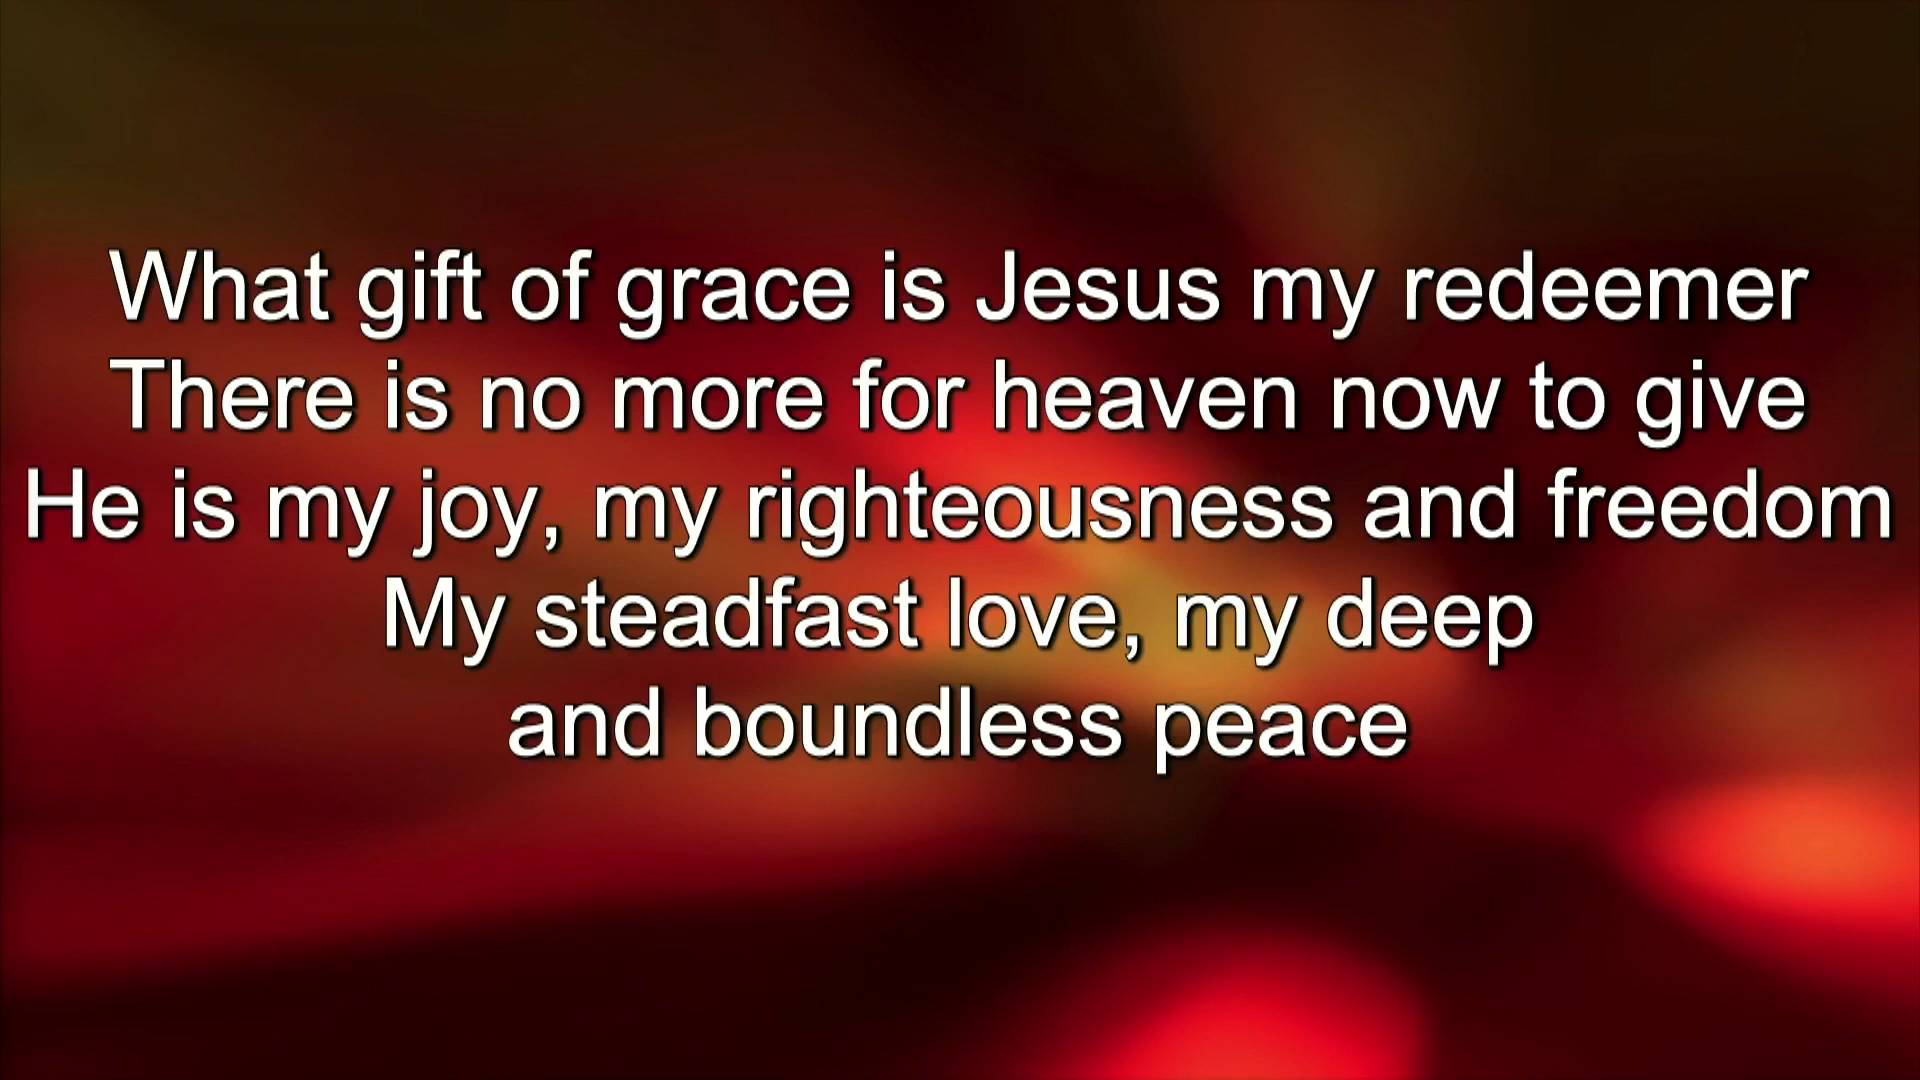 What gift of grace is Jesus my redeemer
There is no more for heaven now to give
He is my joy, my righteousness and freedom
My steadfast love, my deep
and boundless peace